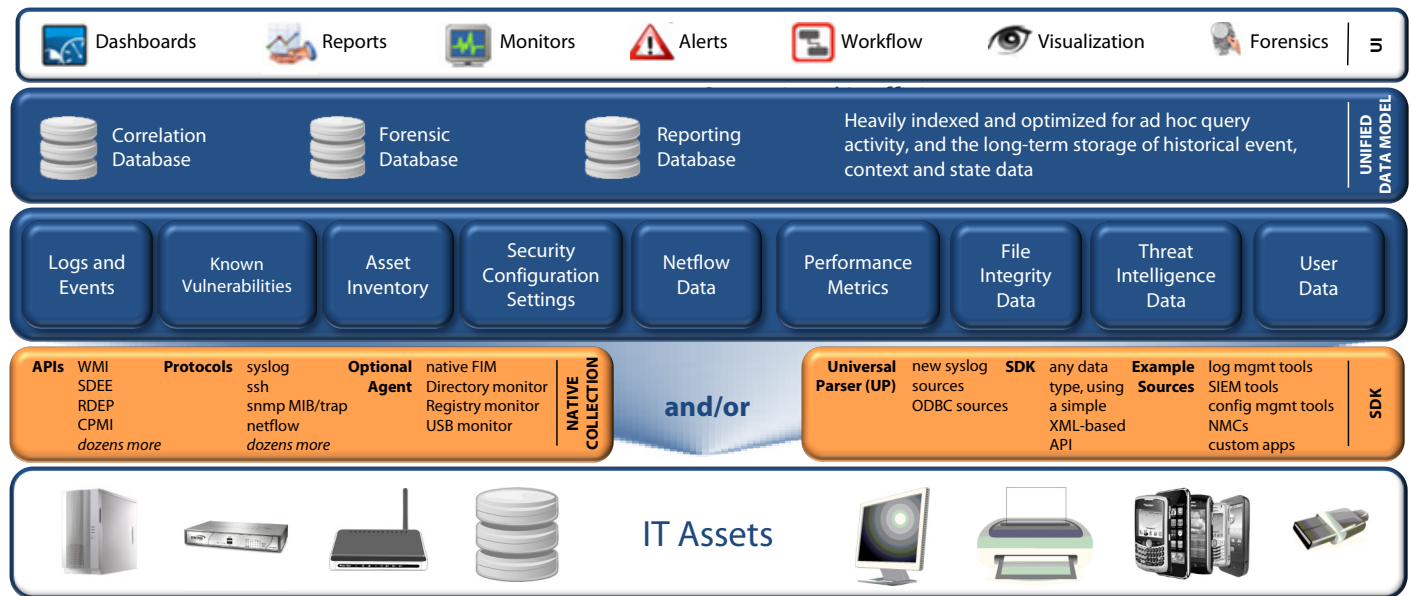 Dashboards
Reports
Monitors
Alerts
Workflow
Visualization
Forensics
UI
Correlation
Database
Forensic
Database
Reporting
Database
Heavily indexed and optimized for ad hoc query
activity, and the long-term storage of historical event,
context and state data
UNIFIED
DATA MODEL
Logs and
Events
Known
Vulnerabilities
Asset
Inventory
Security
Configuration
Settings
Netflow
Data
Performance
Metrics
File
Integrity
Data
Threat
Intelligence
Data
User
Data
APIs
WMI
SDEE
RDEP
CPMI
dozens more
Protocols
syslog
ssh
snmp MIB/trap
netflow
dozens more
Optional
Agent
native FIM
Directory monitor
Registry monitor
USB monitor
NATIVE
COLLECTION
and/or
Universal
Parser (UP)
new syslog
sources
ODBC sources
SDK
any data
type, using
a simple
XML-based
API
Example
Sources
log mgmt tools
SIEM tools
config mgmt tools
NMCs
custom apps
SDK
IT Assets